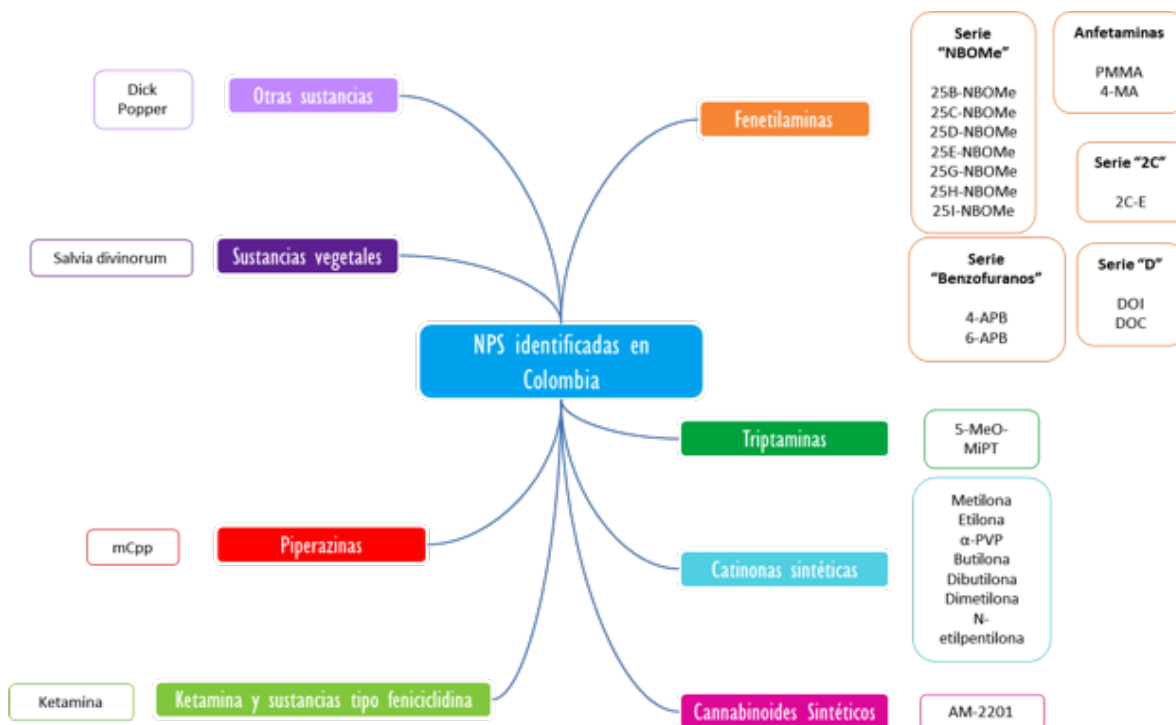 NPS identificadas en
Colombia
Otras sustancias
Dick
Popper
Sustancias vegetales
Salvia divinorum
Piperazinas
mCpp
Ketamina y sustancias tipo feniciclidina
Ketamina
Fenetilaminas
Serie
"NBOMe"
25B-NBOMe
25C-NBOMe
25D-NBOMe
25E-NBOMe
25G-NBOMe
25H-NBOMe
25I-NBOMe
Anfetaminas
PMMA
4-MA
Serie "2C"
2C-E
Serie
"Benzofuranos"
4-APB
6-APB
Serie "D"
DOI
DOC
Triptaminas
5-MeO-
MiPT
Catinonas sintéticas
Metilona
Etilona
α-PVP
Butilona
Dibutilona
Dimetilona
N-
etilpentilona
Cannabinoides Sintéticos
AM-2201